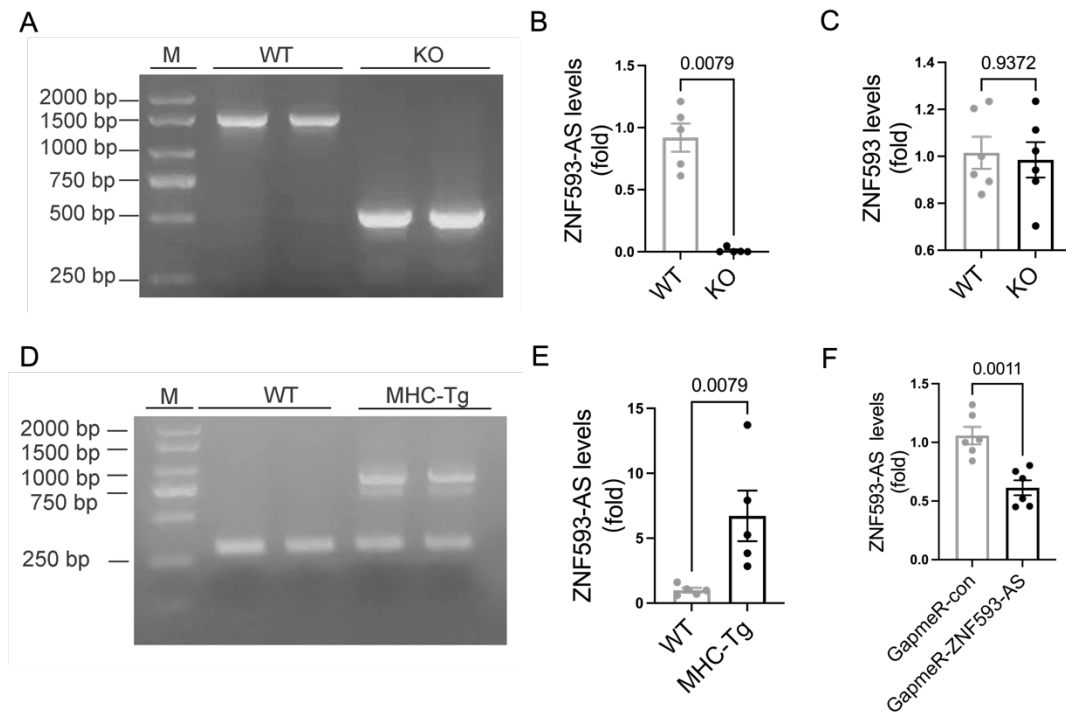 A
M WT KO
2000 bp
1500 bp
1000 bp
750 bp
500 bp
250 bp
B
ZNF593-AS levels
(fold)
0.0079
1.5
1.0
0.5
0.0
WT
KO
C
ZNF593 levels
(fold)
0.9372
1.4
1.2
1.0
0.8
0.6
WT
KO
D
M WT MHC-Tg
2000 bp
1500 bp
1000 bp
750 bp
250 bp
E
ZNF593-AS levels
(fold)
0.0079
15
10
5
0
WT
MHC-Tg
F
ZNF593-AS levels
(fold)
0.0011
1.5
1.0
0.5
0.0
GapmeR-con
GapmeR-ZNF593-AS